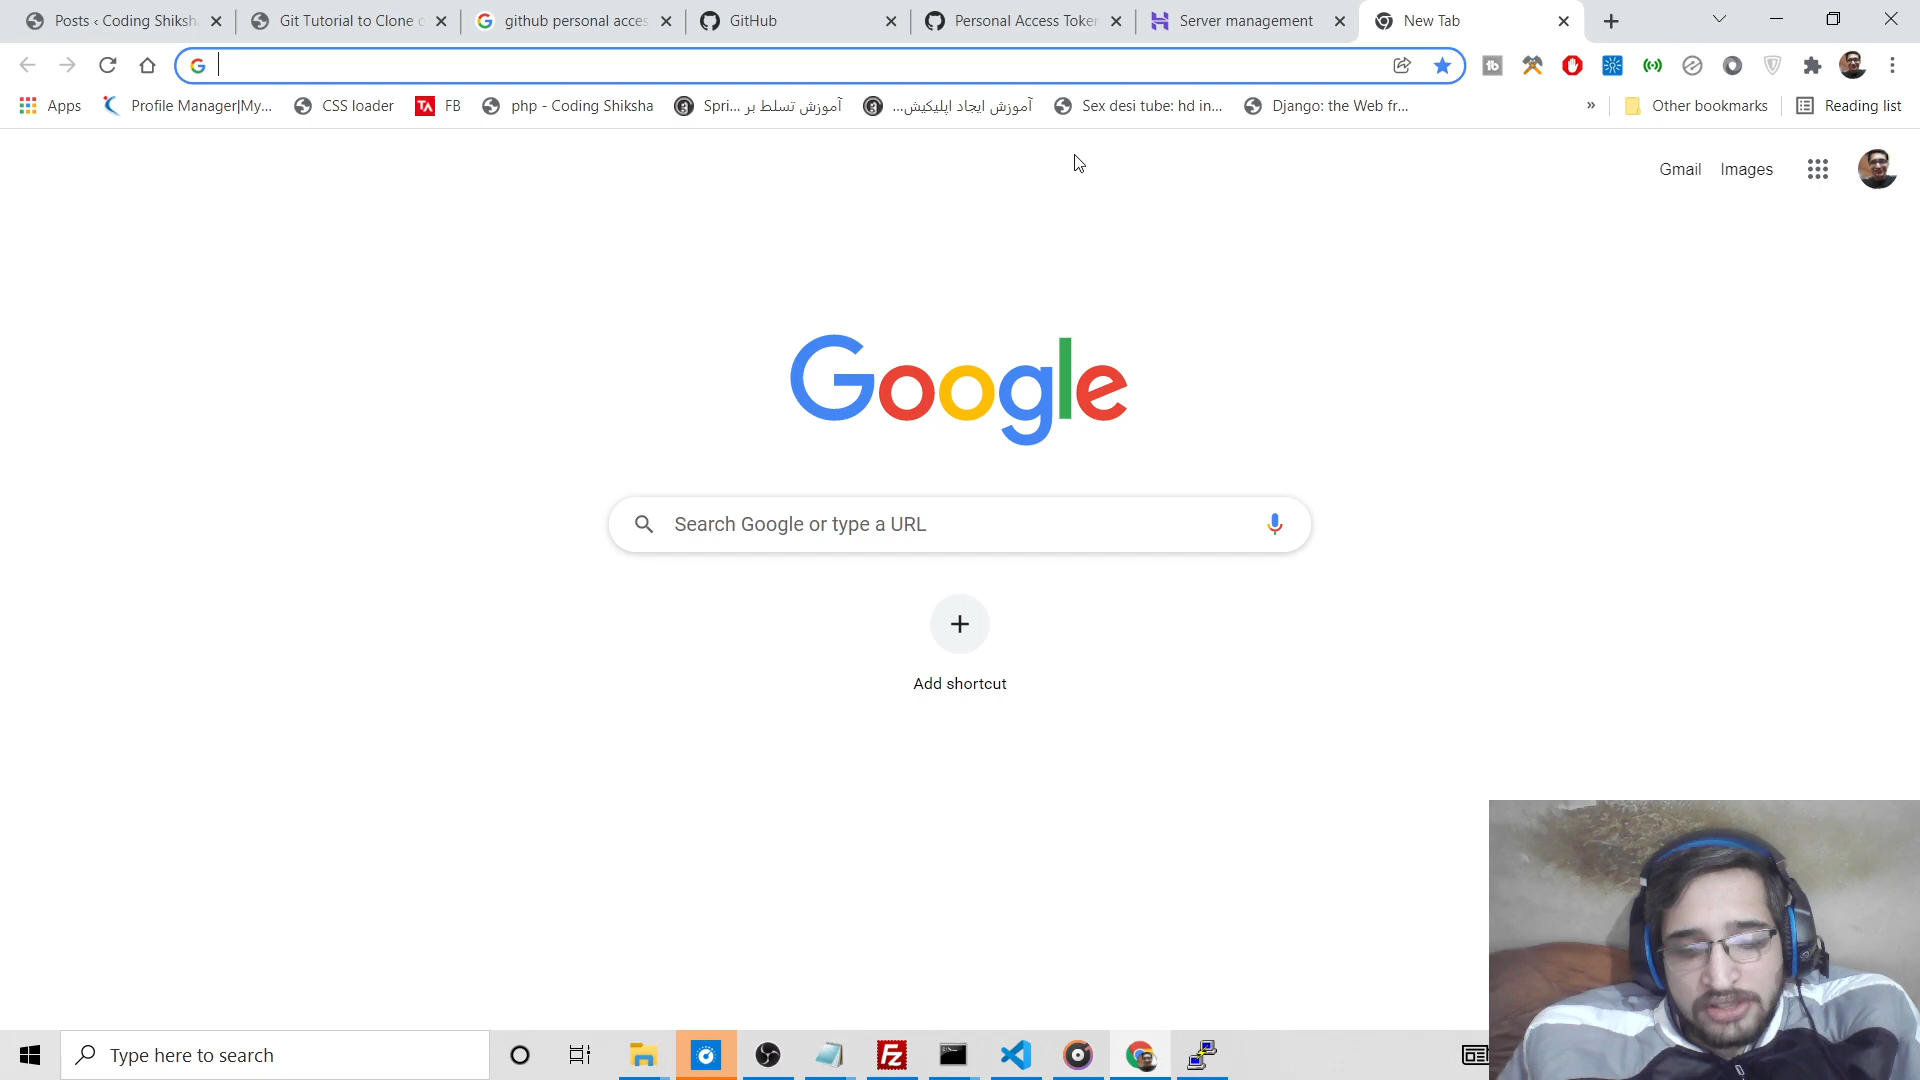 Posts ‹ Coding Shiksh
Git Tutorial to Clone o
github personal acces
GitHub
Personal Access Token
Server management
New Tab
Apps
Profile Manager|My...
CSS loader
TA FB
php - Coding Shiksha
آموزش تسلط بر Spri...
آموزش ایجاد اپلیکیش...
Sex desi tube: hd in...
Django: the Web fr...
»
Other bookmarks
Reading list
Gmail
Images
Google
Search Google or type a URL
Add shortcut
Type here to search